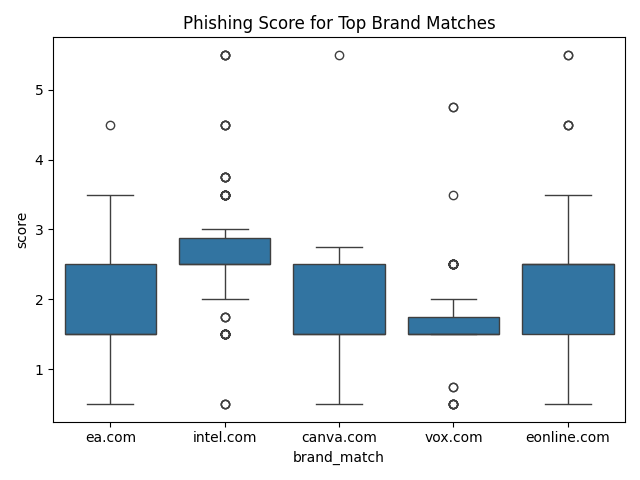 Phishing Score for Top Brand Matches
score
5
4
3
2
1
ea.com intel.com canva.com vox.com eonline.com
brand_match